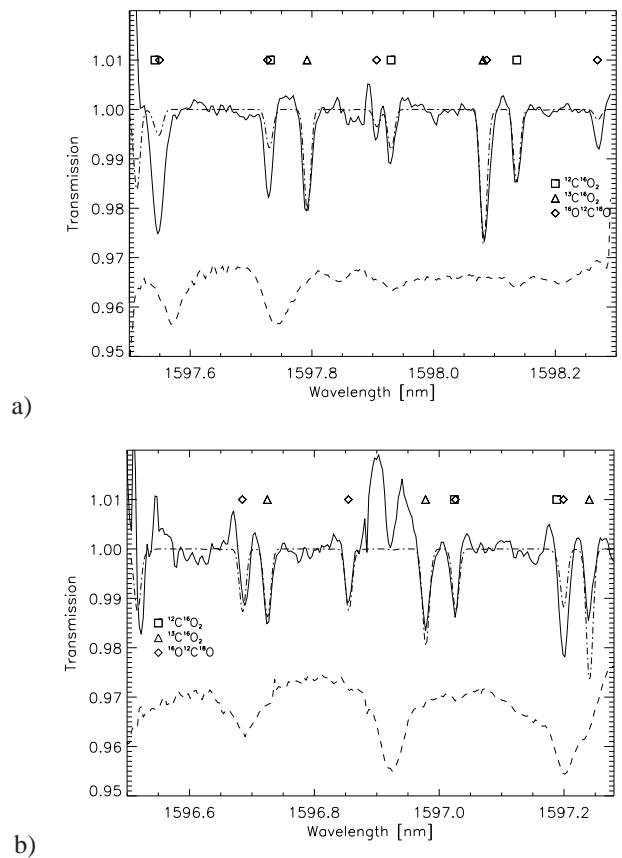 1.01
1.00
0.99
0.98
0.97
0.96
0.95
Transmission
¹²C¹⁶O₂
¹³C¹⁶O₂
¹⁶O¹²C¹⁸O
1597.6 1597.8 1598.0 1598.2
Wavelength [nm]
a)
1.01
1.00
0.99
0.98
0.97
0.96
0.95
Transmission
¹²C¹⁶O₂
¹³C¹⁶O₂
¹⁶O¹²C¹⁸O
1596.6 1596.8 1597.0 1597.2
Wavelength [nm]
b)